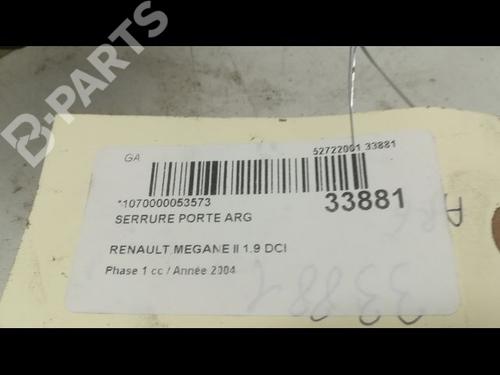 B-PARTS
GA
52722001 33881
*1070000053573
33881
SERRURE PORTE ARG
RENAULT MEGANE II 1.9 DCI
Phase 1 cc / Année 2004
ARG
33881